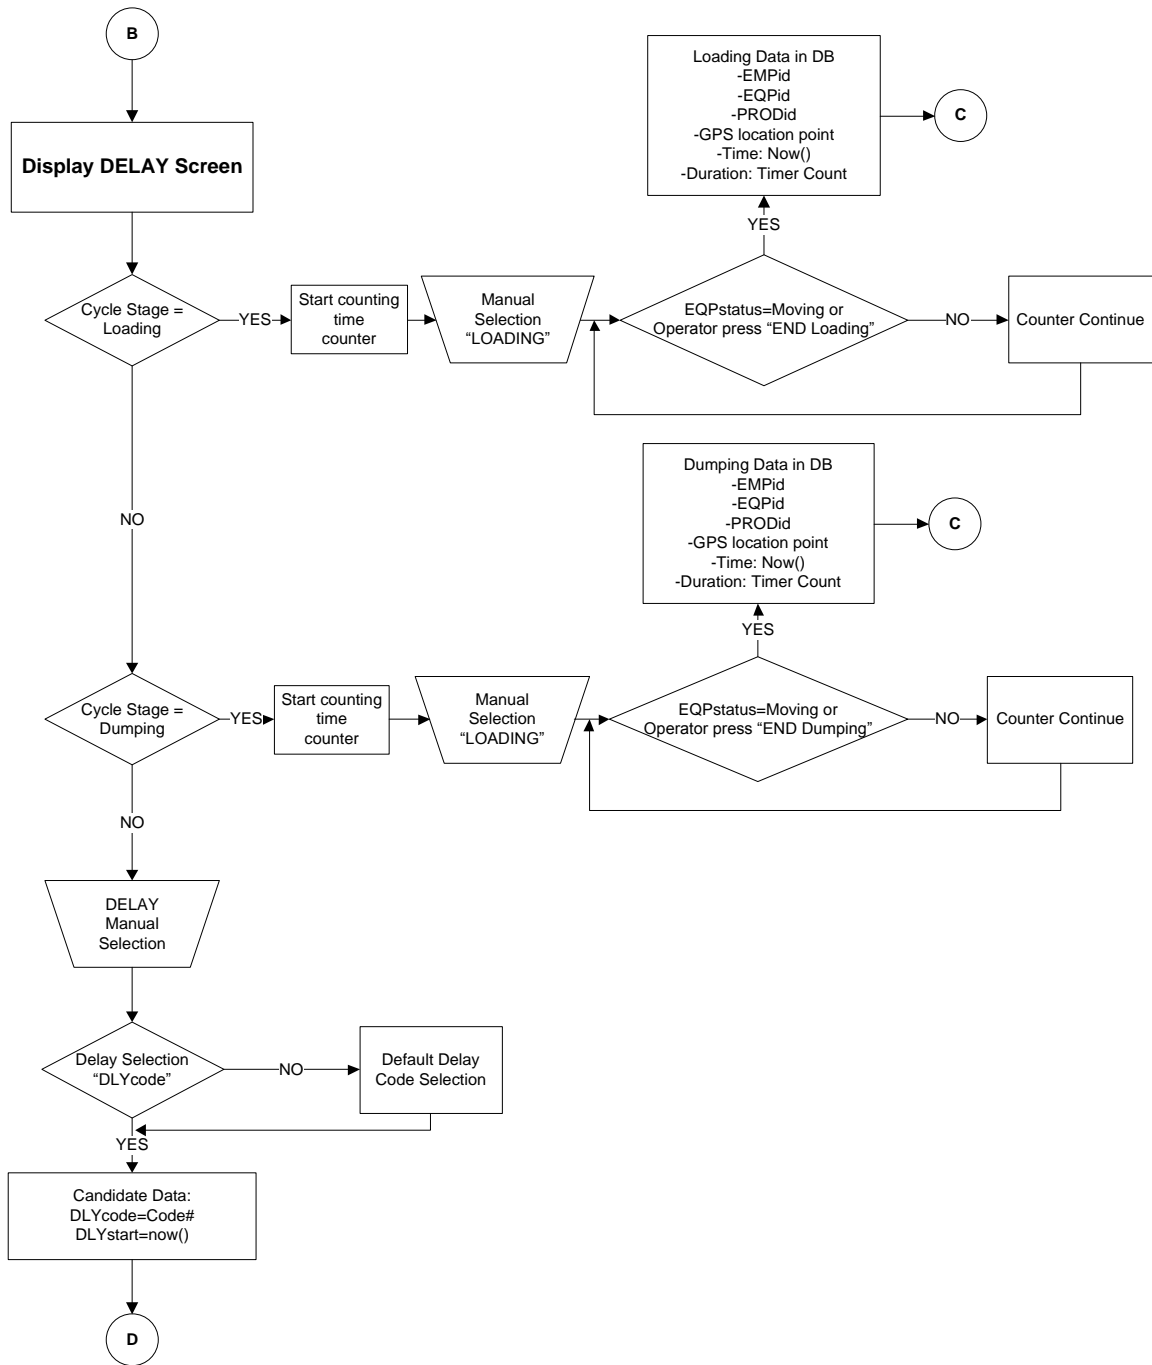 B
Display DELAY Screen
Loading Data in DB
-EMPid
-EQPid
-PRODid
-GPS location point
-Time: Now()
-Duration: Timer Count
C
YES
Cycle Stage =
Loading
YES
Start counting
time
counter
Manual
Selection
“LOADING”
EQPstatus=Moving or
Operator press “END Loading”
NO
Counter Continue
NO
Dumping Data in DB
-EMPid
-EQPid
-PRODid
-GPS location point
-Time: Now()
-Duration: Timer Count
C
YES
Cycle Stage =
Dumping
YES
Start counting
time
counter
Manual
Selection
“LOADING”
EQPstatus=Moving or
Operator press “END Dumping”
NO
Counter Continue
NO
DELAY
Manual
Selection
Delay Selection
“DLYcode”
NO
Default Delay
Code Selection
YES
Candidate Data:
DLYcode=Code#
DLYstart=now()
D